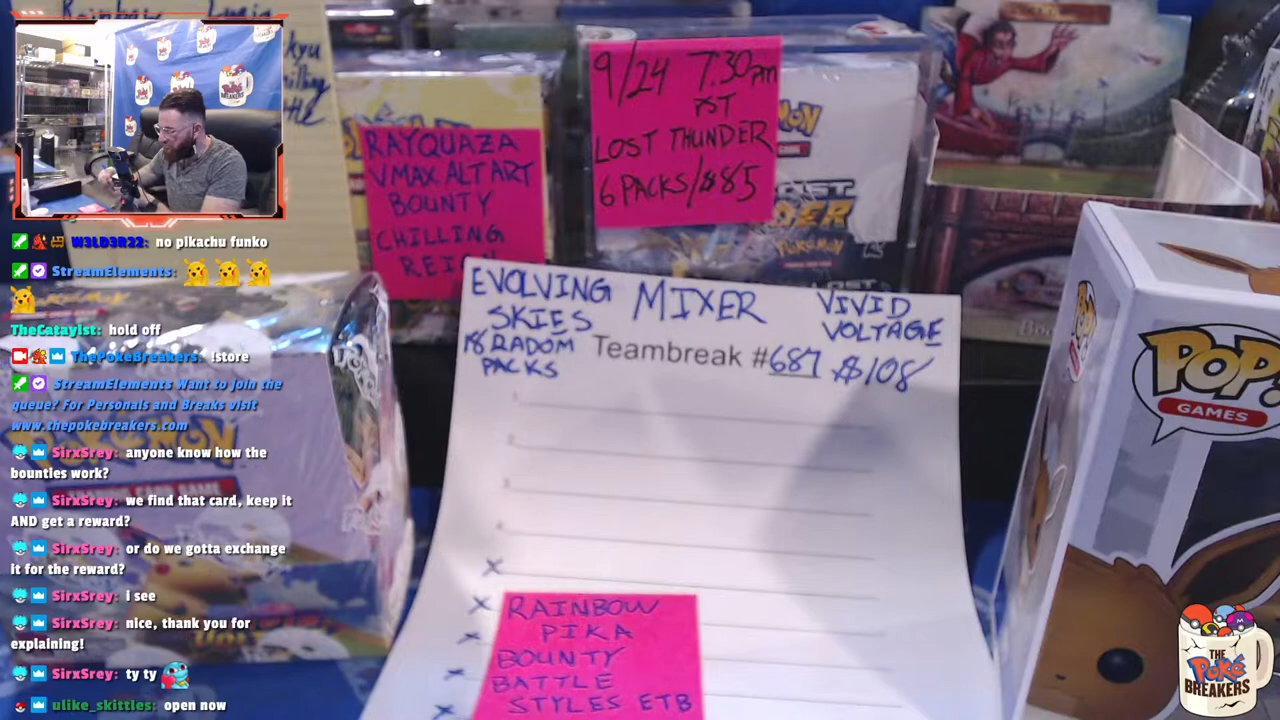 W3LD3R22: no pikachu funko
StreamElements:
TheCatayIst: hold off
ThePokeBreakers: !store
StreamElements Want to join the
queue? For Personals and Breaks visit
www.thepokebreakers.com
SirxSrey: anyone know how the
bounties work?
SirxSrey: we find that card, keep it
AND get a reward?
SirxSrey: or do we gotta exchange
it for the reward?
SirxSrey: i see
SirxSrey: nice, thank you for
explaining!
SirxSrey: ty ty
ulike_skittles: open now
RAYQUAZA
VMAX ALT ART
BOUNTY
CHILLING
REIGN
9/24 7:30pm
PST
LOST THUNDER
6 PACKS/$85
EVOLVING
SKIES
18 RADOM
PACKS
MIXER
VIVID
VOLTAGE
Teambreak #687 $108
X
X
X
X
X
RAINBOW
PIKA
BOUNTY
BATTLE
STYLES ETB
POKÉMON
POP!
GAMES
THE
Poké
BREAKERS